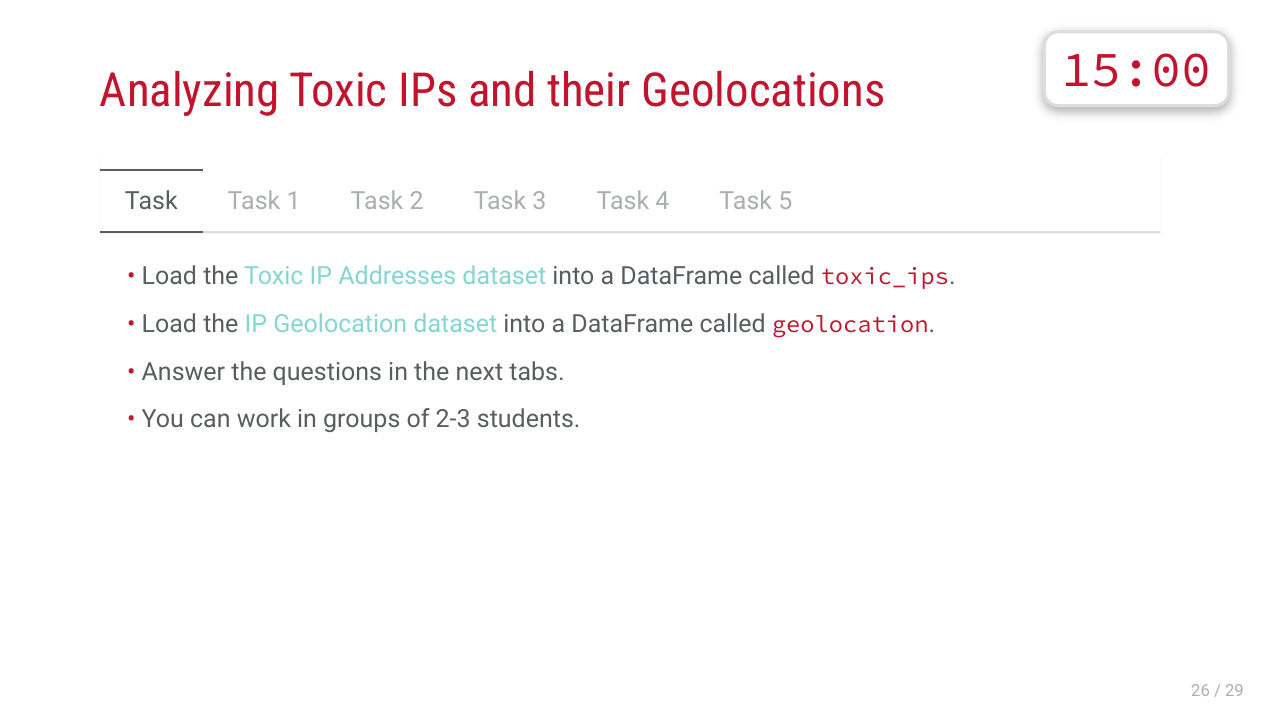 Analyzing Toxic IPs and their Geolocations
15:00
Task Task 1 Task 2 Task 3 Task 4 Task 5
• Load the Toxic IP Addresses dataset into a DataFrame called toxic_ips.
• Load the IP Geolocation dataset into a DataFrame called geolocation.
• Answer the questions in the next tabs.
• You can work in groups of 2-3 students.
26 / 29